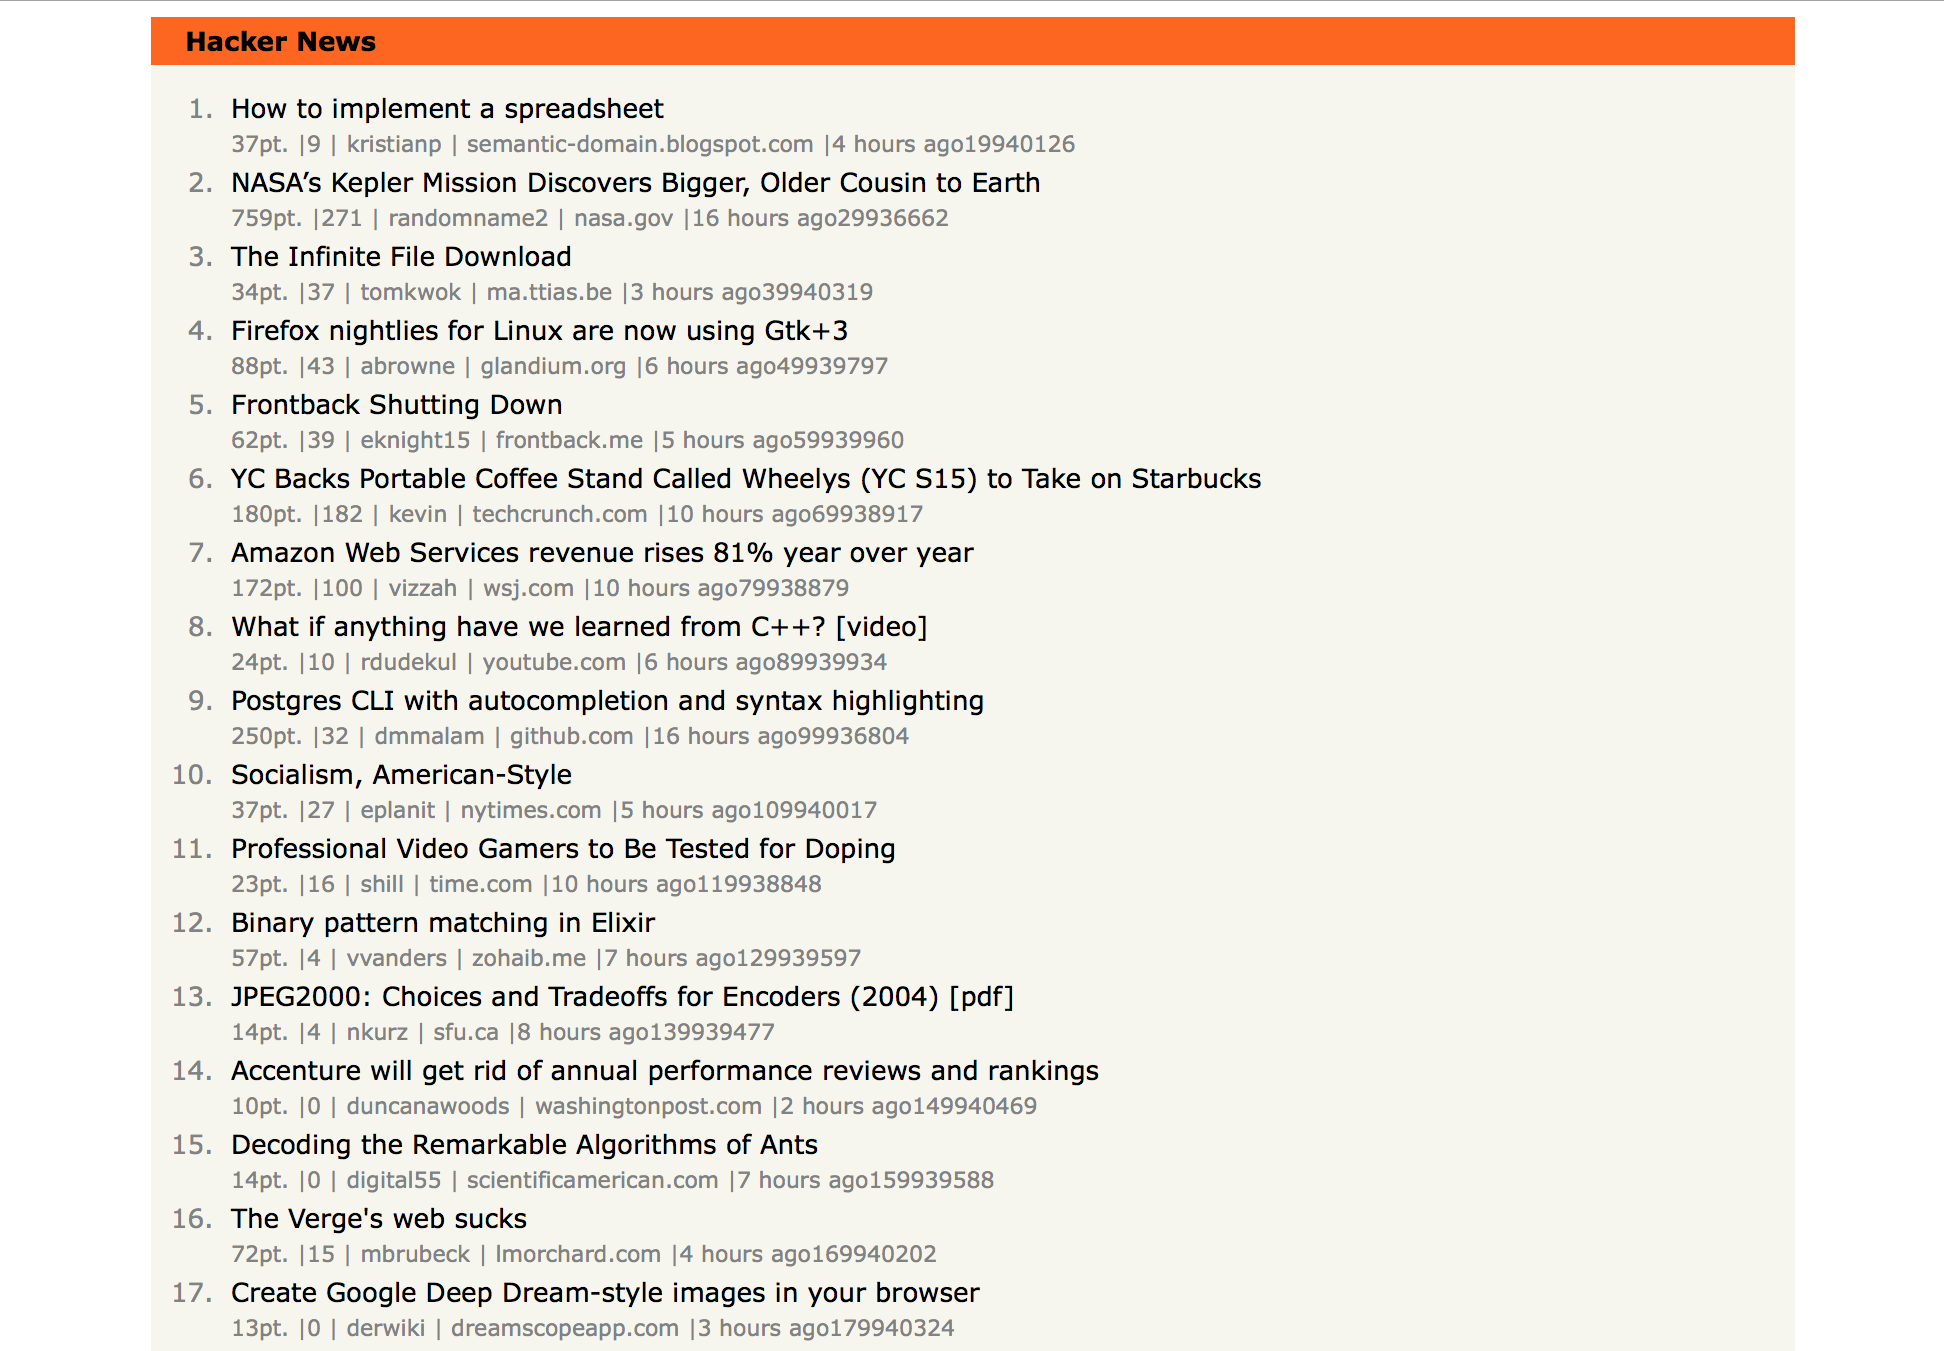 Hacker News
1. How to implement a spreadsheet
37pt. |9 | kristianp | semantic-domain.blogspot.com |4 hours ago19940126
2. NASA’s Kepler Mission Discovers Bigger, Older Cousin to Earth
759pt. |271 | randomname2 | nasa.gov |16 hours ago29936662
3. The Infinite File Download
34pt. |37 | tomkwok | ma.ttias.be |3 hours ago39940319
4. Firefox nightlies for Linux are now using Gtk+3
88pt. |43 | abrowne | glandium.org |6 hours ago49939797
5. Frontback Shutting Down
62pt. |39 | eknight15 | frontback.me |5 hours ago59939960
6. YC Backs Portable Coffee Stand Called Wheelys (YC S15) to Take on Starbucks
180pt. |182 | kevin | techcrunch.com |10 hours ago69938917
7. Amazon Web Services revenue rises 81% year over year
172pt. |100 | vizzah | wsj.com |10 hours ago79938879
8. What if anything have we learned from C++? [video]
24pt. |10 | rdudekul | youtube.com |6 hours ago89939934
9. Postgres CLI with autocompletion and syntax highlighting
250pt. |32 | dmmalam | github.com |16 hours ago99936804
10. Socialism, American-Style
37pt. |27 | eplanit | nytimes.com |5 hours ago109940017
11. Professional Video Gamers to Be Tested for Doping
23pt. |16 | shill | time.com |10 hours ago119938848
12. Binary pattern matching in Elixir
57pt. |4 | vvanders | zohaib.me |7 hours ago129939597
13. JPEG2000: Choices and Tradeoffs for Encoders (2004) [pdf]
14pt. |4 | nkurz | sfu.ca |8 hours ago139939477
14. Accenture will get rid of annual performance reviews and rankings
10pt. |0 | duncanawoods | washingtonpost.com |2 hours ago149940469
15. Decoding the Remarkable Algorithms of Ants
14pt. |0 | digital55 | scientificamerican.com |7 hours ago159939588
16. The Verge's web sucks
72pt. |15 | mbrubeck | lmorchard.com |4 hours ago169940202
17. Create Google Deep Dream-style images in your browser
13pt. |0 | derwiki | dreamscopeapp.com |3 hours ago179940324